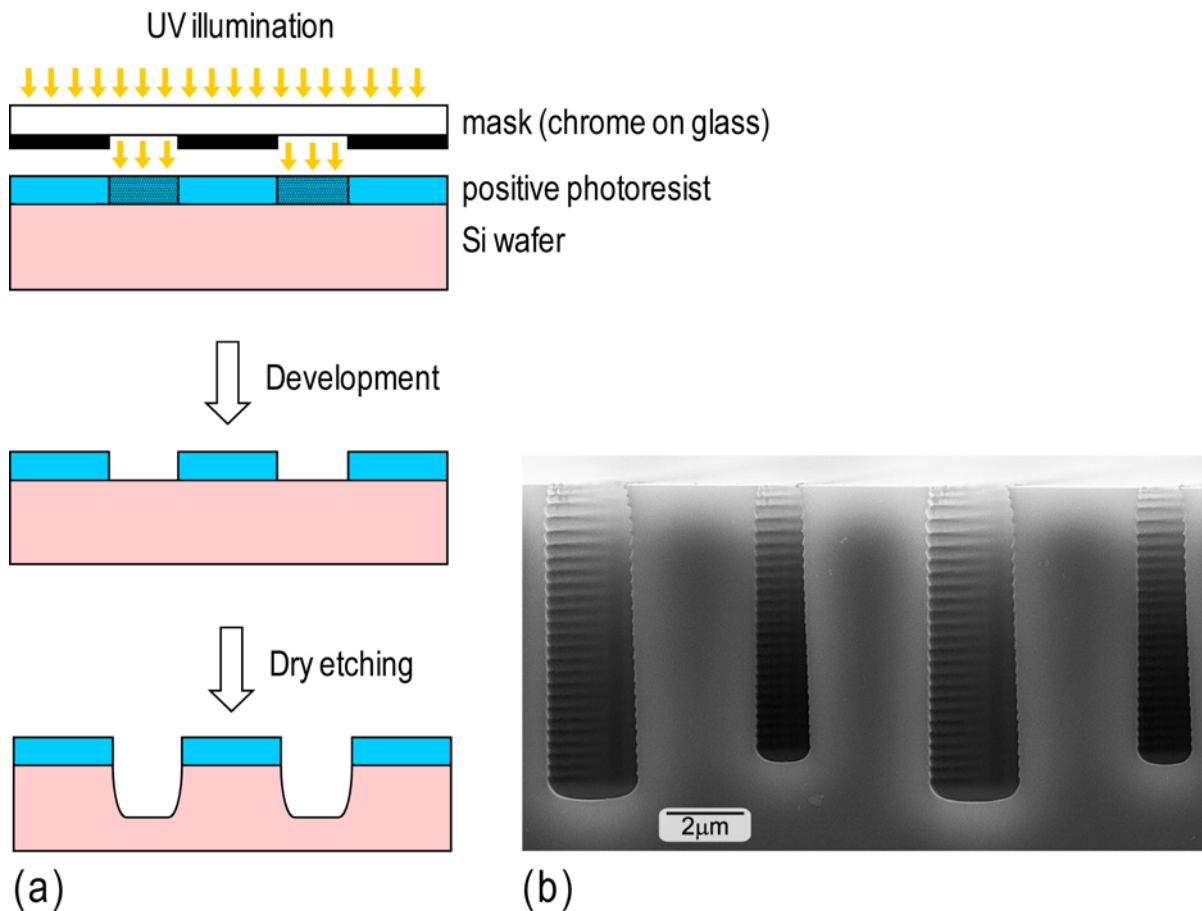 UV illumination
mask (chrome on glass)
positive photoresist
Si wafer
Development
Dry etching
2μm
(a)
(b)